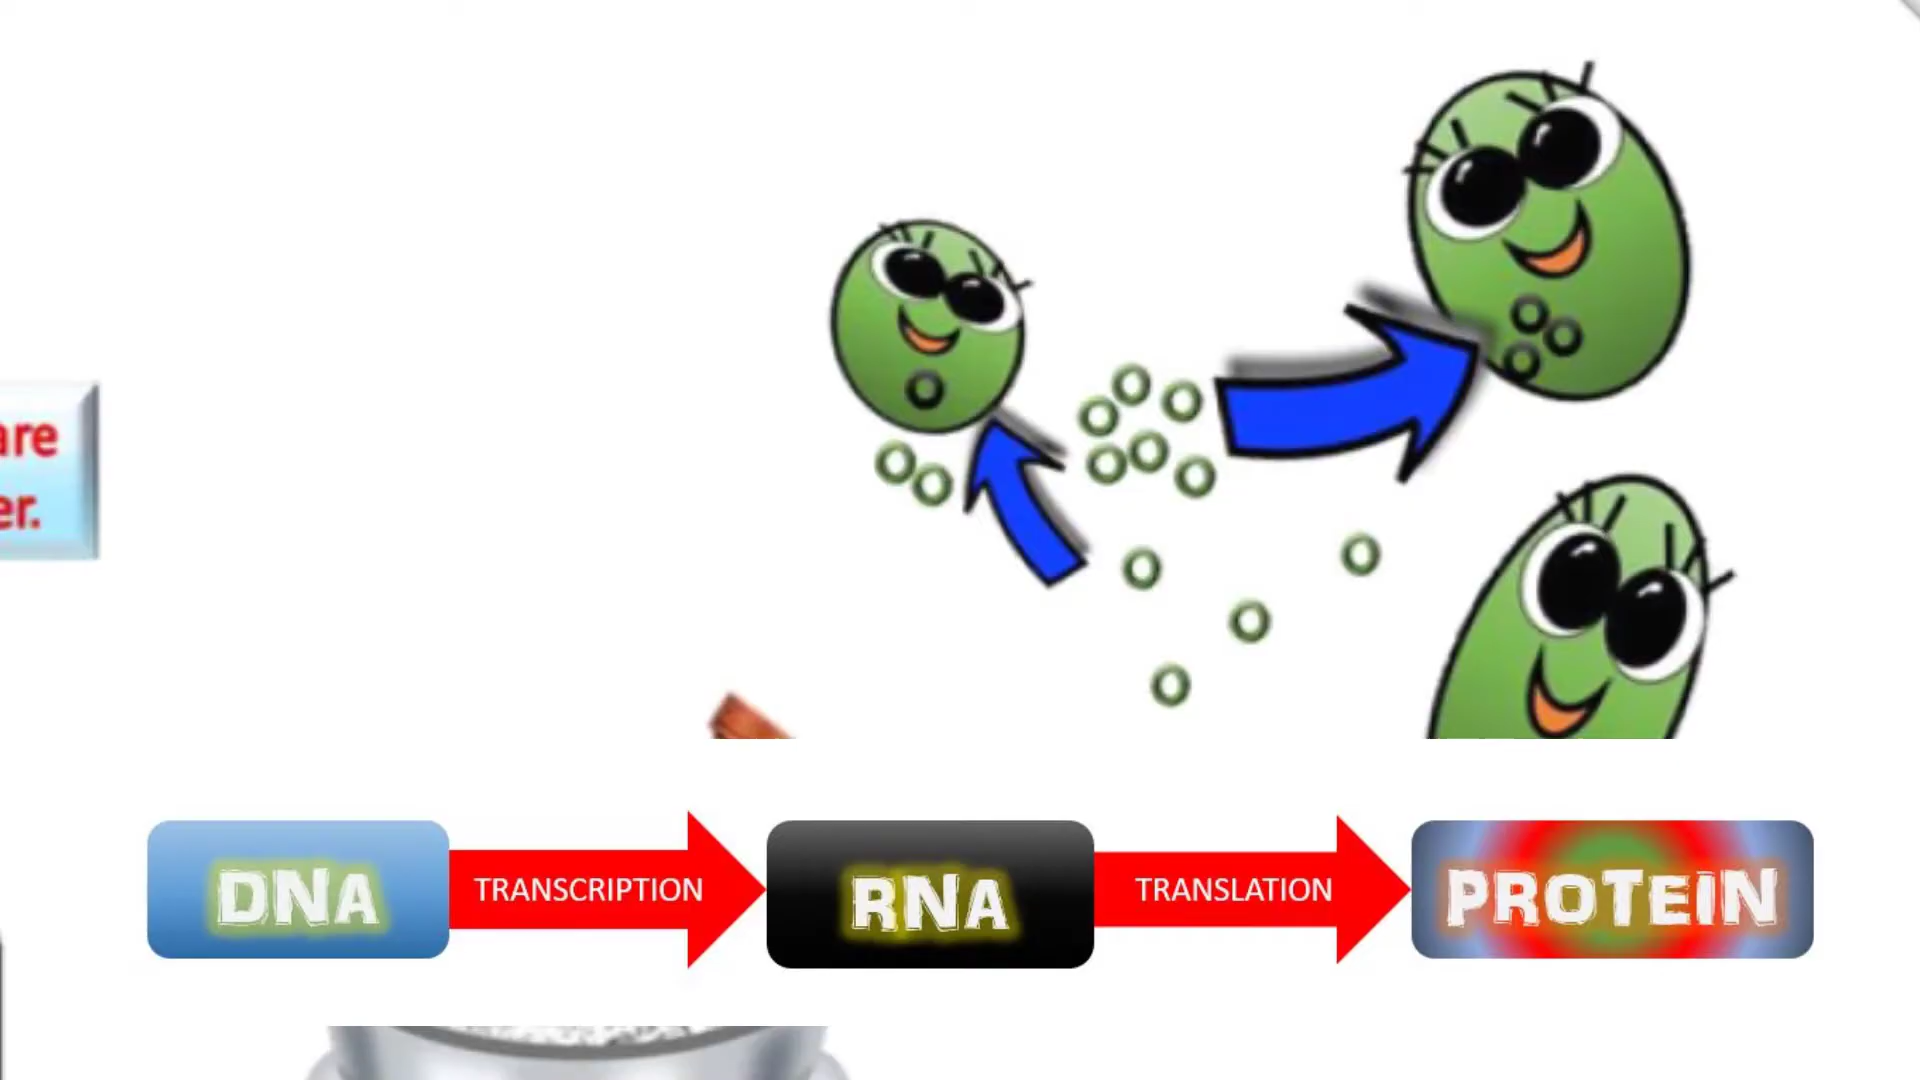 are
er.
DNA
TRANSCRIPTION
RNA
TRANSLATION
PROTEIN